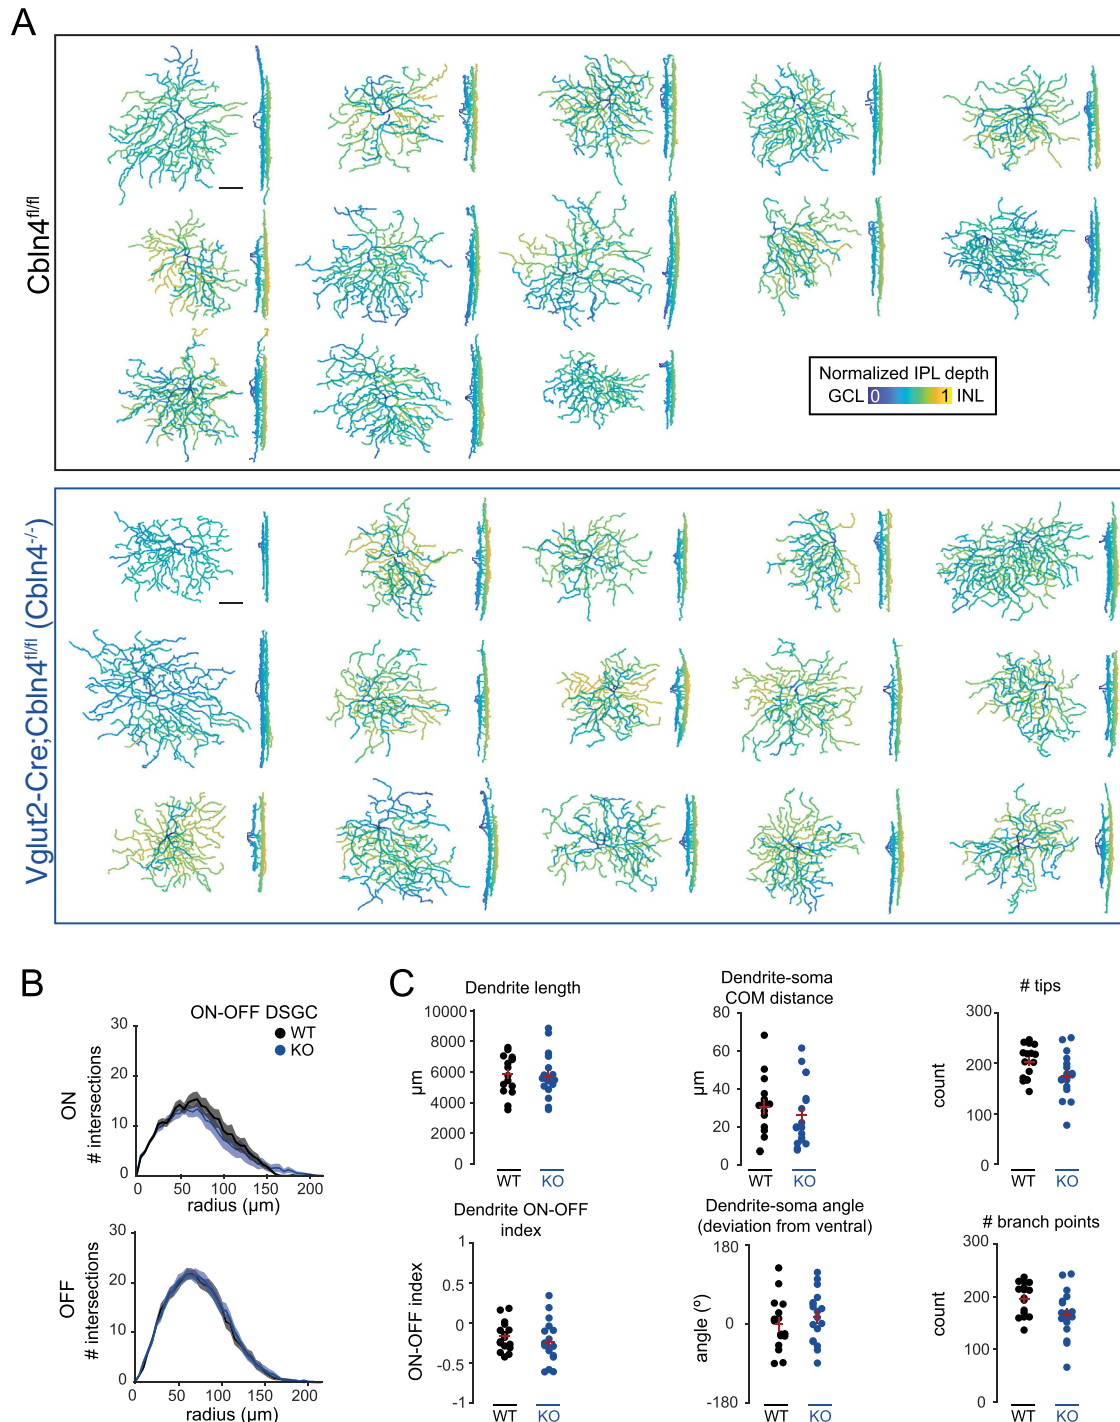 A
Cbln4fl/fl
Normalized IPL depth
GCL 0 1 INL
Vglut2-Cre;Cbln4fl/fl (Cbln4-/-)
B
ON-OFF DSGC
WT
KO
ON
# intersections
30
20
10
0
0 50 100 150 200
radius (µm)
OFF
# intersections
30
20
10
0
0 50 100 150 200
radius (µm)
C
Dendrite length
µm
10000
8000
6000
4000
2000
0
WT KO
Dendrite-soma
COM distance
µm
80
60
40
20
0
WT KO
# tips
count
300
200
100
0
WT KO
Dendrite ON-OFF
index
ON-OFF index
1
0.5
0
-0.5
-1
WT KO
Dendrite-soma angle
(deviation from ventral)
angle (º)
180
0
-180
WT KO
# branch points
count
300
200
100
0
WT KO